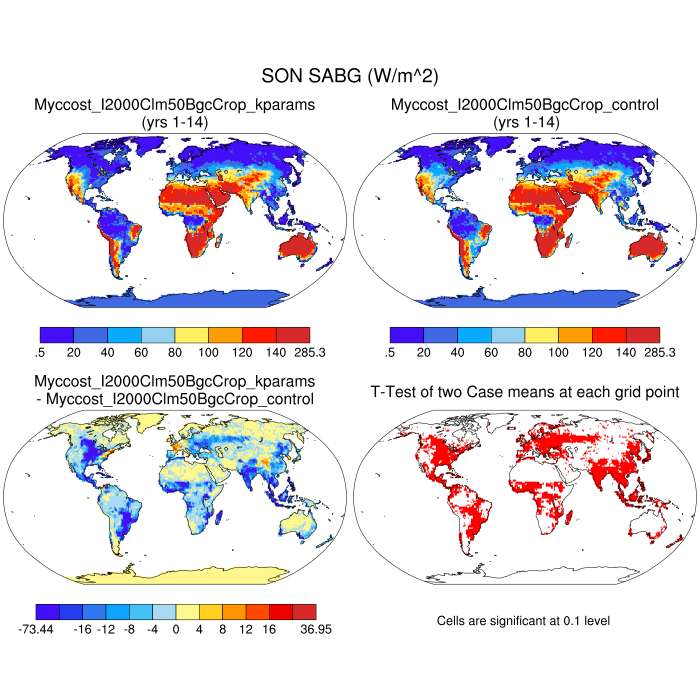 SON SABG (W/m^2)
Myccost_I2000Clm50BgcCrop_kparams
(yrs 1-14)
Myccost_I2000Clm50BgcCrop_control
(yrs 1-14)
.5 20 40 60 80 100 120 140 285.3
.5 20 40 60 80 100 120 140 285.3
Myccost_I2000Clm50BgcCrop_kparams
- Myccost_I2000Clm50BgcCrop_control
T-Test of two Case means at each grid point
-73.44 -16 -12 -8 -4 0 4 8 12 16 36.95
Cells are significant at 0.1 level